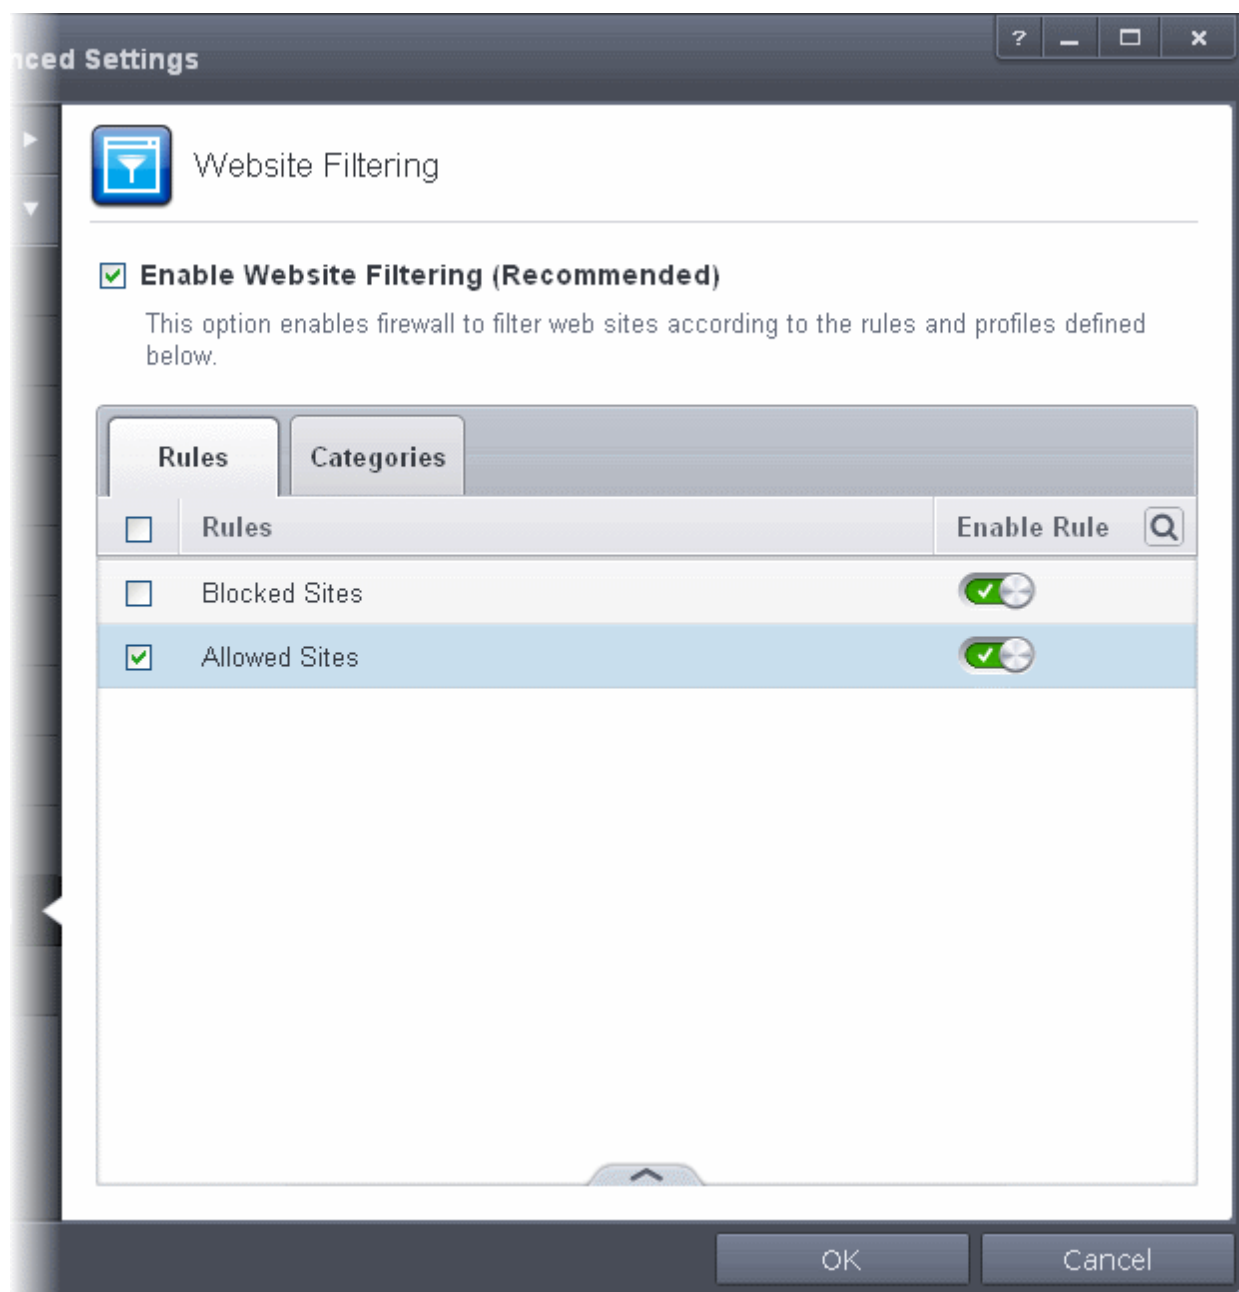 Settings
?
Website Filtering
Enable Website Filtering (Recommended)
This option enables firewall to filter web sites according to the rules and profiles defined
below.
Rules Categories
Rules Enable Rule
Blocked Sites
Allowed Sites
OK Cancel